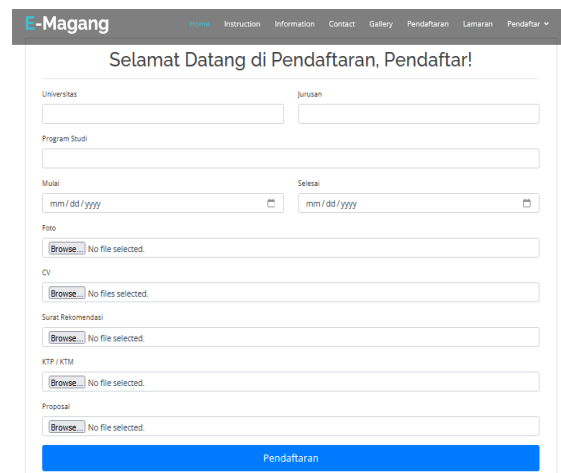 E-Magang
Home Instruction Information Contact Gallery Pendaftaran Lamaran Pendaftar
Selamat Datang di Pendaftaran, Pendaftar!
Universitas Jurusan
Program Studi
Mulai Selesai
mm/dd/yyyy mm/dd/yyyy
Foto
Browse... No file selected.
CV
Browse... No files selected.
Surat Rekomendasi
Browse... No file selected.
KTP / KTM
Browse... No file selected.
Proposal
Browse... No file selected.
Pendaftaran